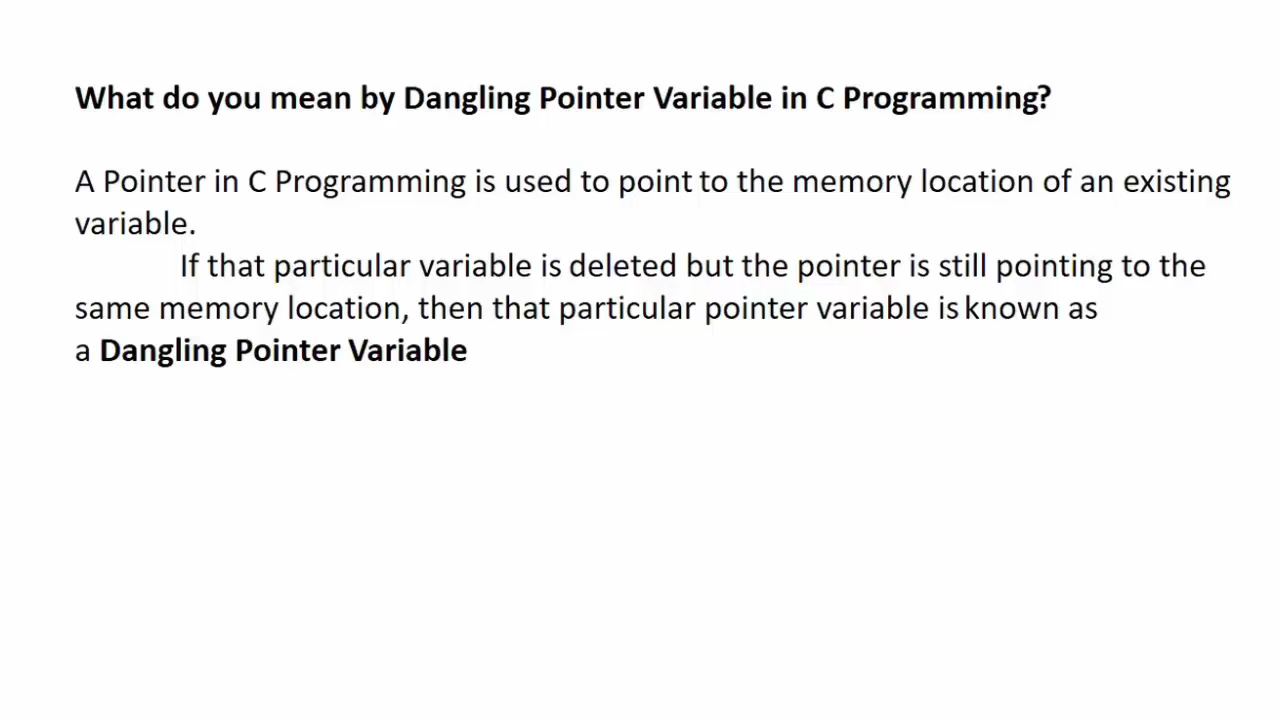 What do you mean by Dangling Pointer Variable in C Programming?
A Pointer in C Programming is used to point to the memory location of an existing
variable.
If that particular variable is deleted but the pointer is still pointing to the
same memory location, then that particular pointer variable is known as
a Dangling Pointer Variable